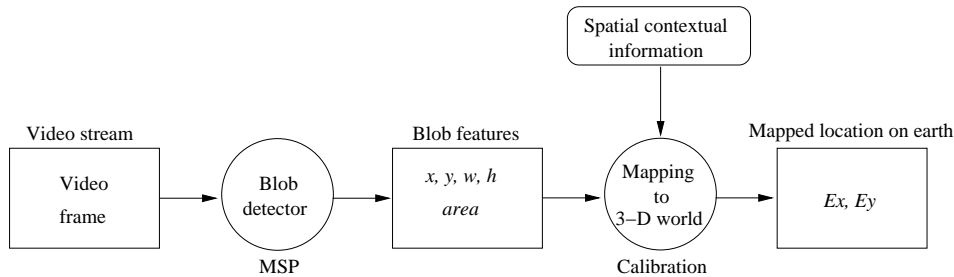 Spatial contextual
information
Video stream
Blob features
Mapped location on earth
Video
frame
Blob
detector
x, y, w, h
area
Mapping
to
3−D world
Ex, Ey
MSP
Calibration